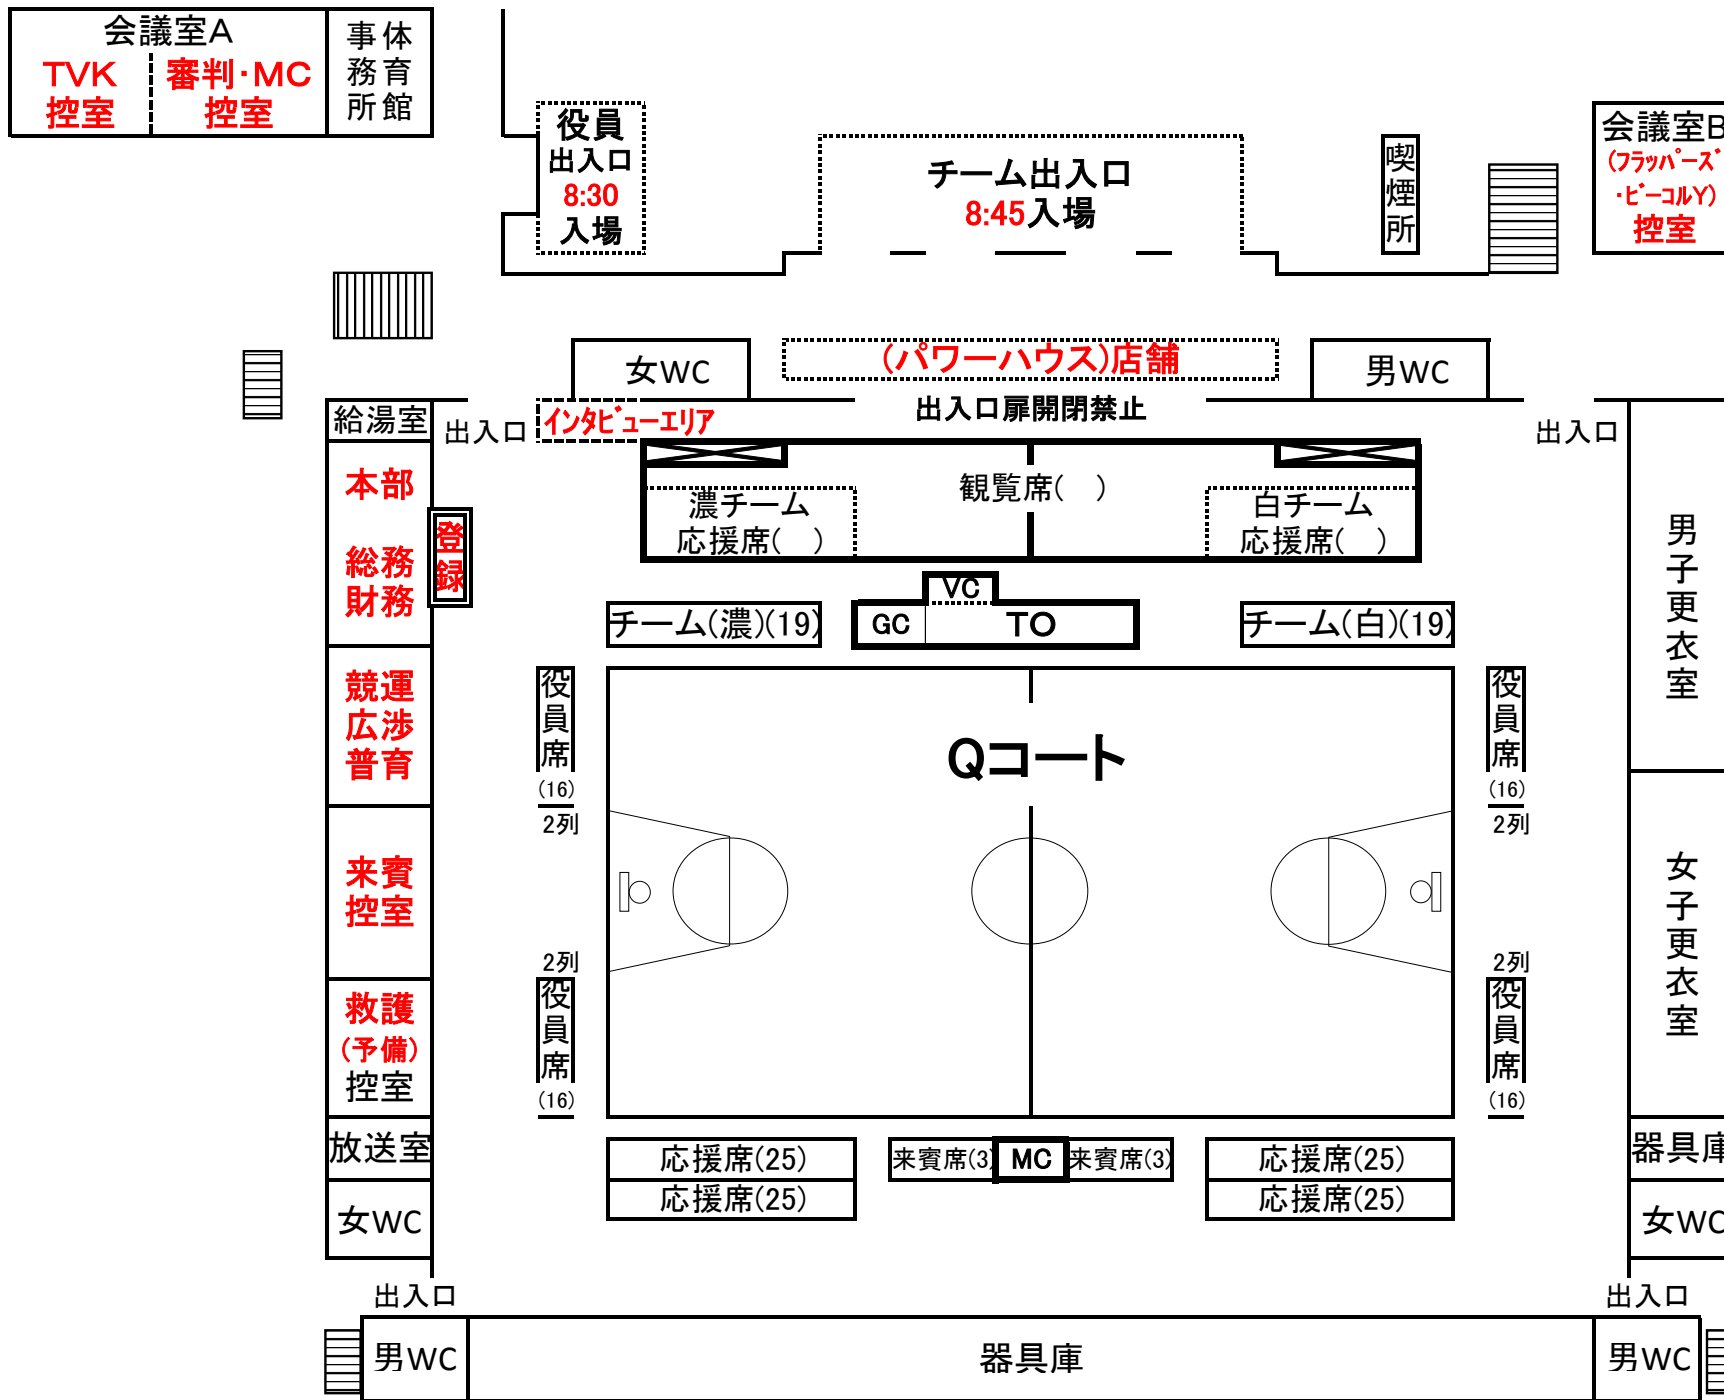 会議室A
TVK
控室
審判・MC
控室
体育館
事務所
役員
出入口
8:30
入場
チーム出入口
8:45入場
喫煙所
会議室B
(フラッパーズ
・ビーコルY)
控室
女WC
(パワーハウス)店舗
男WC
給湯室
出入口
インタビューエリア
出入口扉開閉禁止
出入口
本部
総務
財務
登録
観覧席(　)
濃チーム
応援席(　)
白チーム
応援席(　)
VC
チーム(濃)(19)
GC
TO
チーム(白)(19)
男子更衣室
競運
広渉
普育
役員席
(16)
2列
Qコート
役員席
(16)
2列
来賓
控室
女子更衣室
2列
役員席
(16)
2列
役員席
(16)
救護
(予備)
控室
放送室
応援席(25)
来賓席(3)
MC
来賓席(3)
応援席(25)
器具庫
応援席(25)
応援席(25)
女WC
女WC
出入口
出入口
男WC
器具庫
男WC